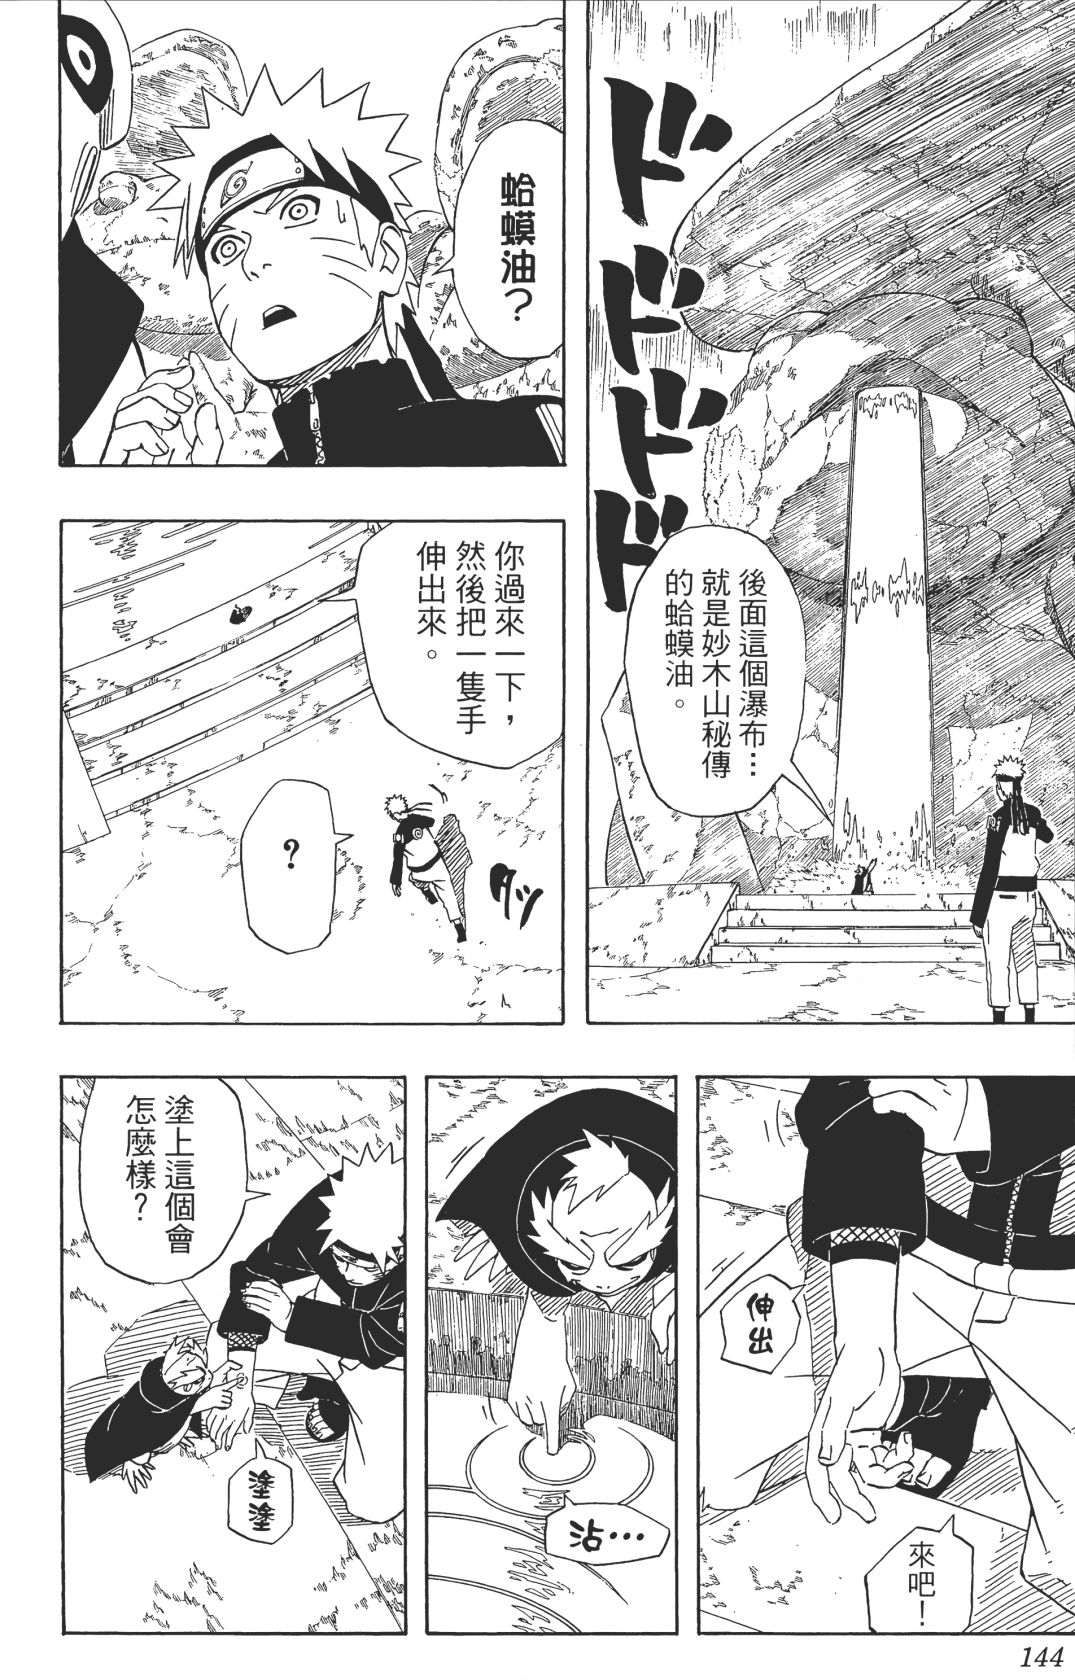 ドドドド
後面這個瀑布…
就是妙木山秘傳
的蛤蟆油。
蛤蟆油？
你過來一下，
然後把一隻手
伸出來。
？
タッ
伸出
來吧！
沾…
塗上這個會
怎麼樣？
塗塗
144